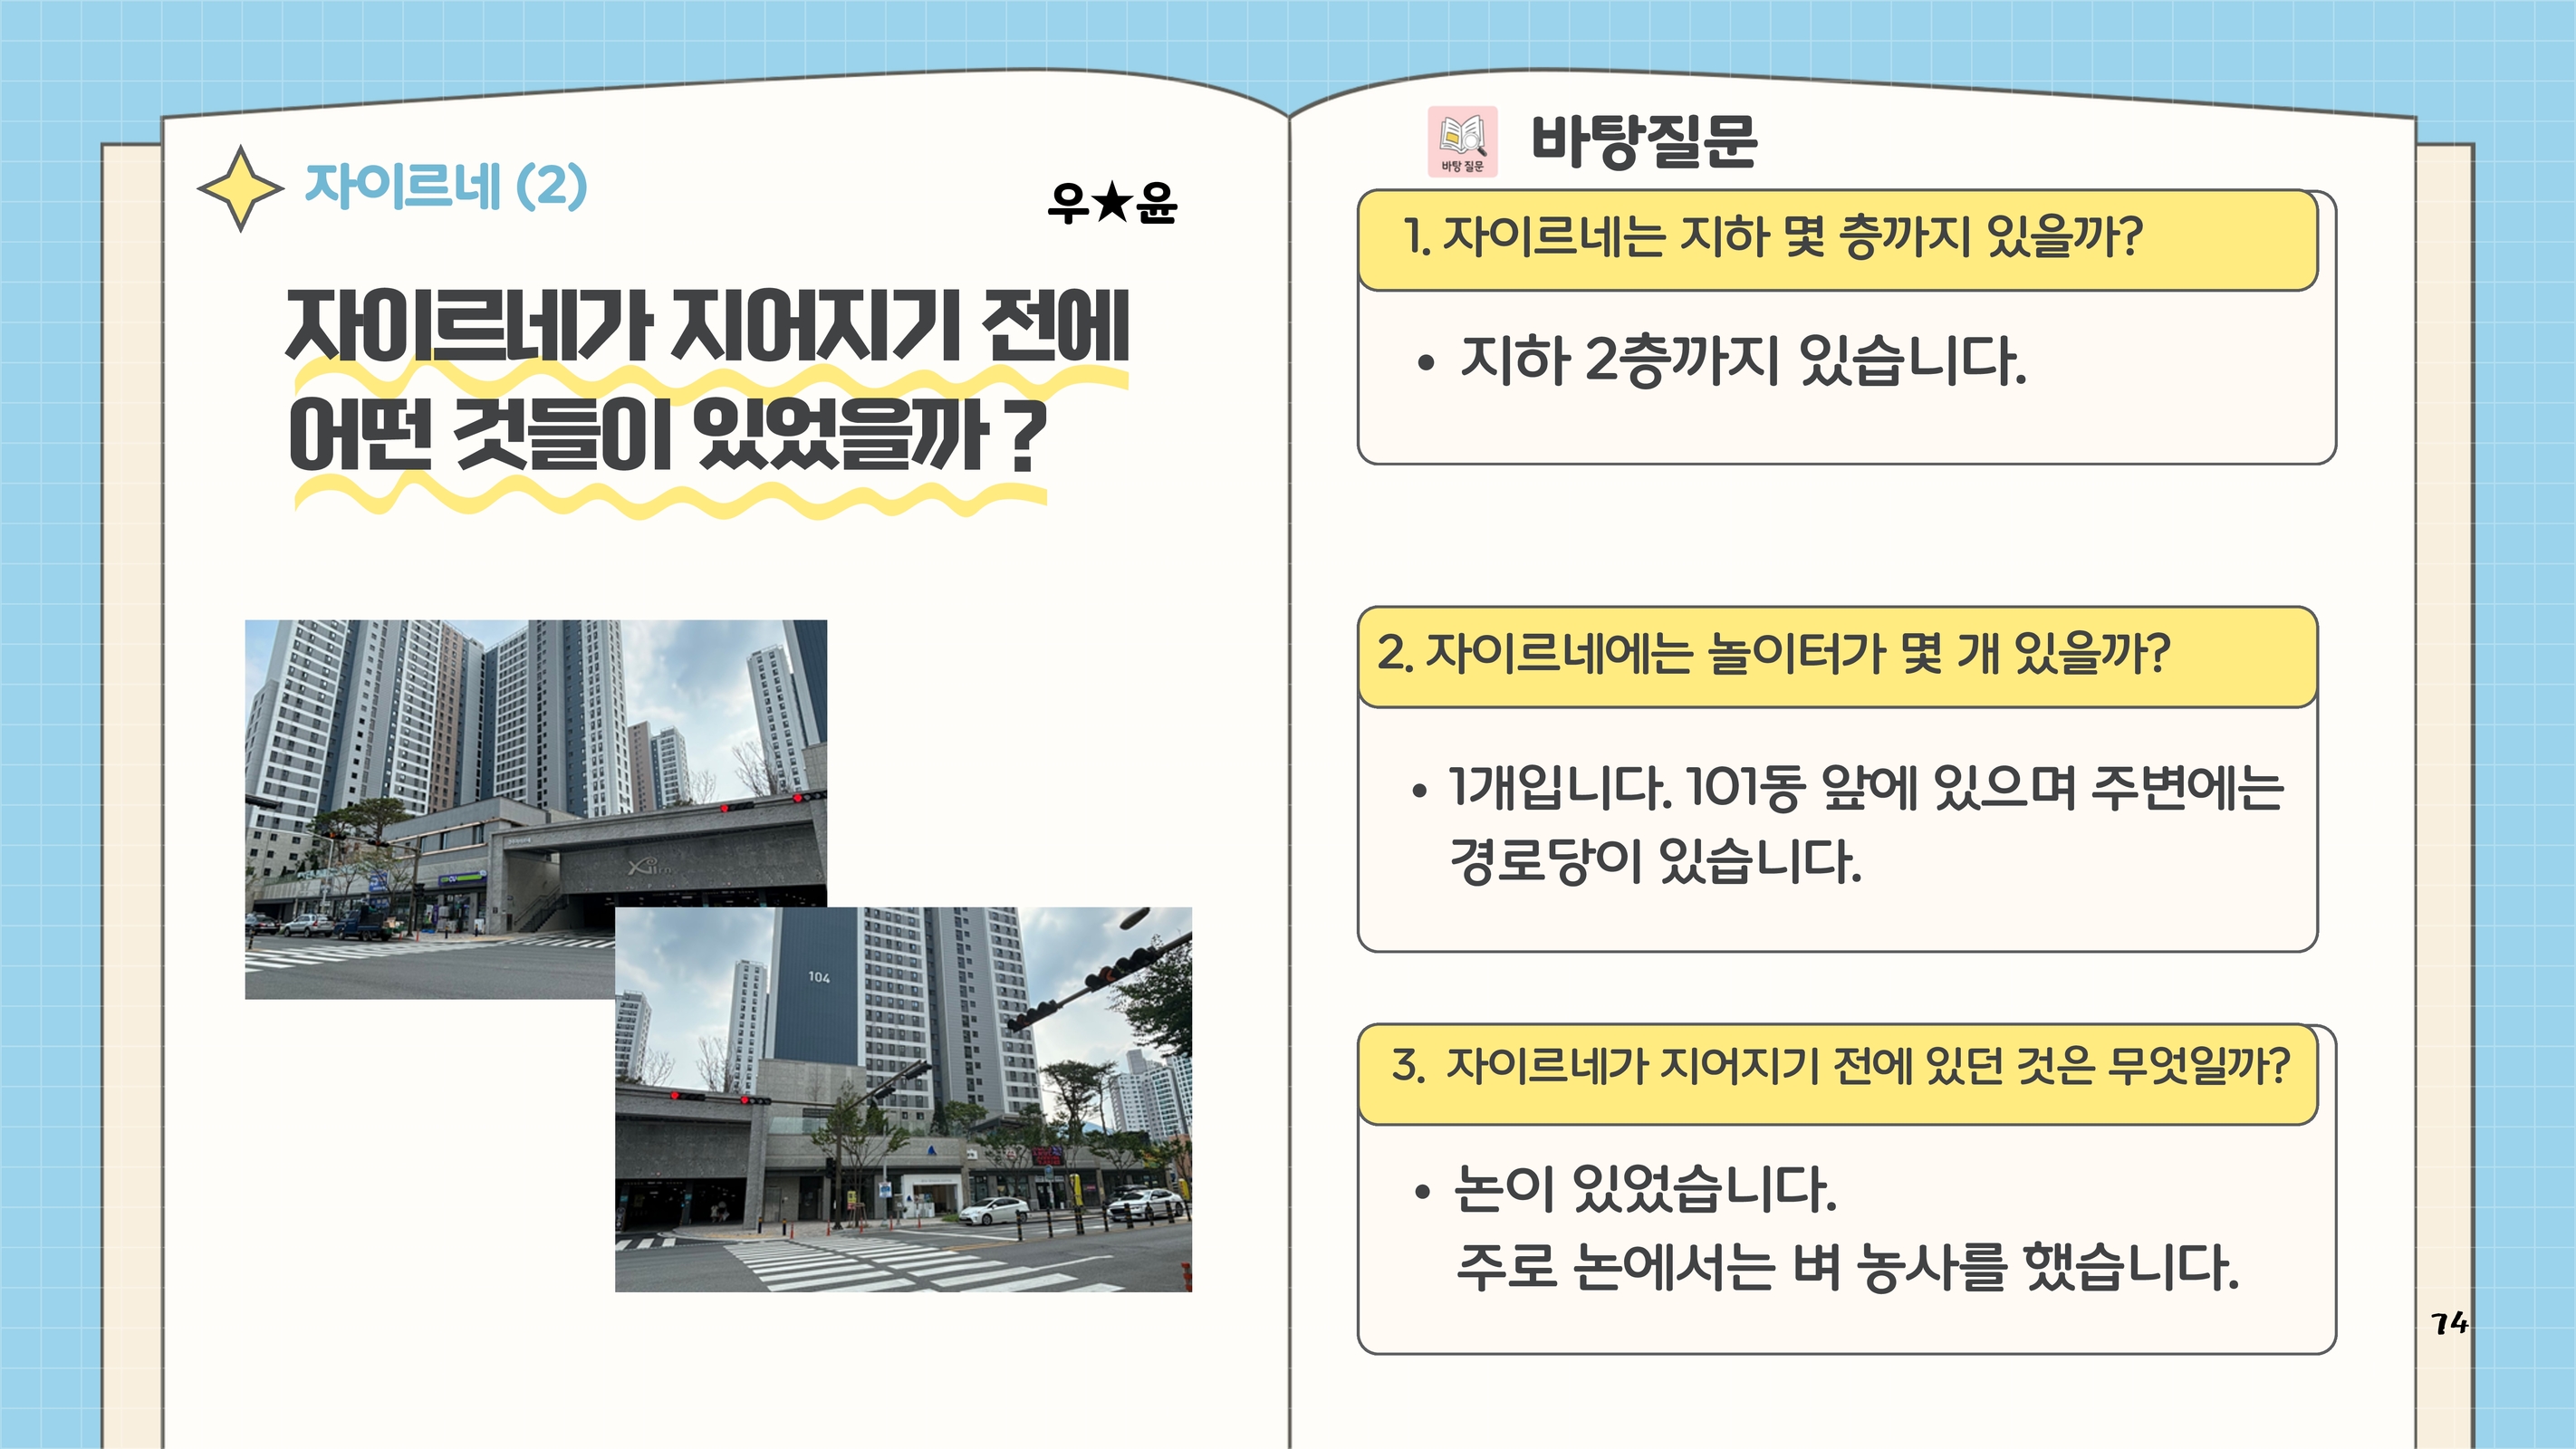 자이르네 (2)
우★윤
자이르네가 지어지기 전에
어떤 것들이 있었을까?
104
바탕 질문
바탕질문
1. 자이르네는 지하 몇 층까지 있을까?
• 지하 2층까지 있습니다.
2. 자이르네에는 놀이터가 몇 개 있을까?
• 1개입니다. 101동 앞에 있으며 주변에는
경로당이 있습니다.
3. 자이르네가 지어지기 전에 있던 것은 무엇일까?
• 논이 있었습니다.
주로 논에서는 벼 농사를 했습니다.
74